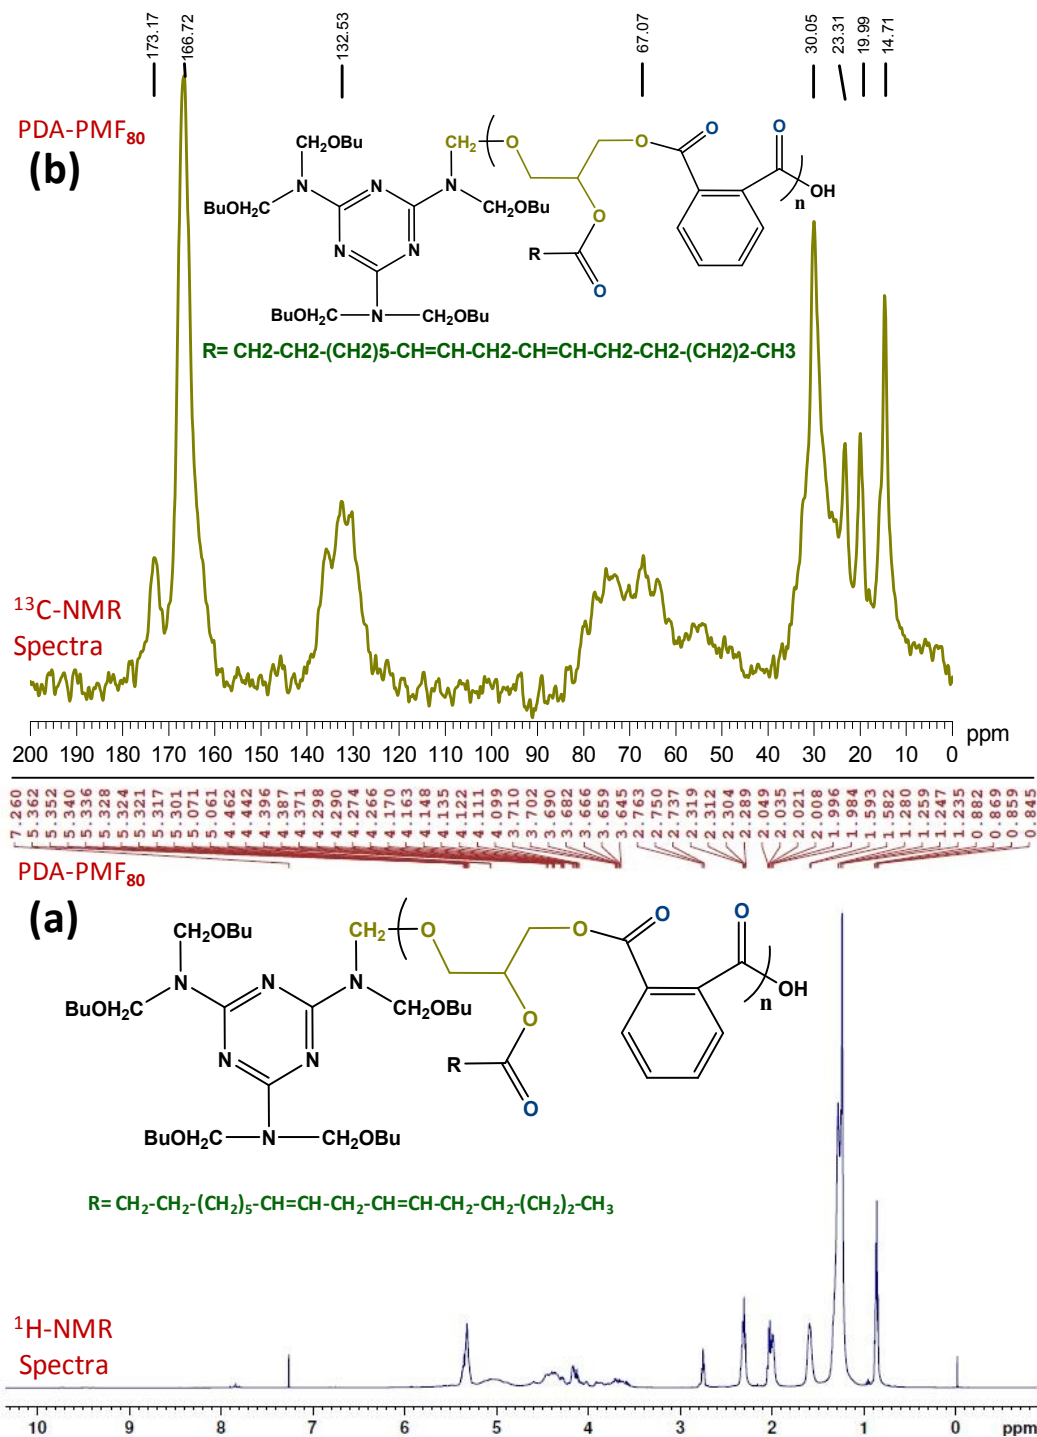 173.17 166.72 132.53 67.07 30.05 23.31 19.99 14.71
PDA-PMF80
(b)
CH2OBu CH2 O O O O
N N N n OH
BuOH2C CH2OBu
N N O
R
O
BuOH2C N CH2OBu
R= CH2-CH2-(CH2)5-CH=CH-CH2-CH=CH-CH2-CH2-(CH2)2-CH3
13C-NMR
Spectra
200 190 180 170 160 150 140 130 120 110 100 90 80 70 60 50 40 30 20 10 0 ppm
7.260 5.362 5.352 5.340 5.336 5.328 5.324 5.321 5.317 5.301 5.071 5.061 4.462 4.442 4.396 4.387 4.371 4.298 4.290 4.274 4.266 4.170 4.163 4.148 4.135 4.122 4.111 4.099 3.710 3.702 3.690 3.682 3.666 3.659 3.645 2.763 2.750 2.737 2.319 2.312 2.304 2.289 2.049 2.035 2.021 2.008 1.996 1.984 1.593 1.582 1.280 1.259 1.247 1.235 0.882 0.869 0.859 0.845
PDA-PMF80
(a)
CH2OBu CH2 O O O O
N N N n OH
BuOH2C CH2OBu
O
N N
R
O
BuOH2C N CH2OBu
R= CH2-CH2-(CH2)5-CH=CH-CH2-CH=CH-CH2-CH2-(CH2)2-CH3
1H-NMR
Spectra
10 9 8 7 6 5 4 3 2 1 0 ppm